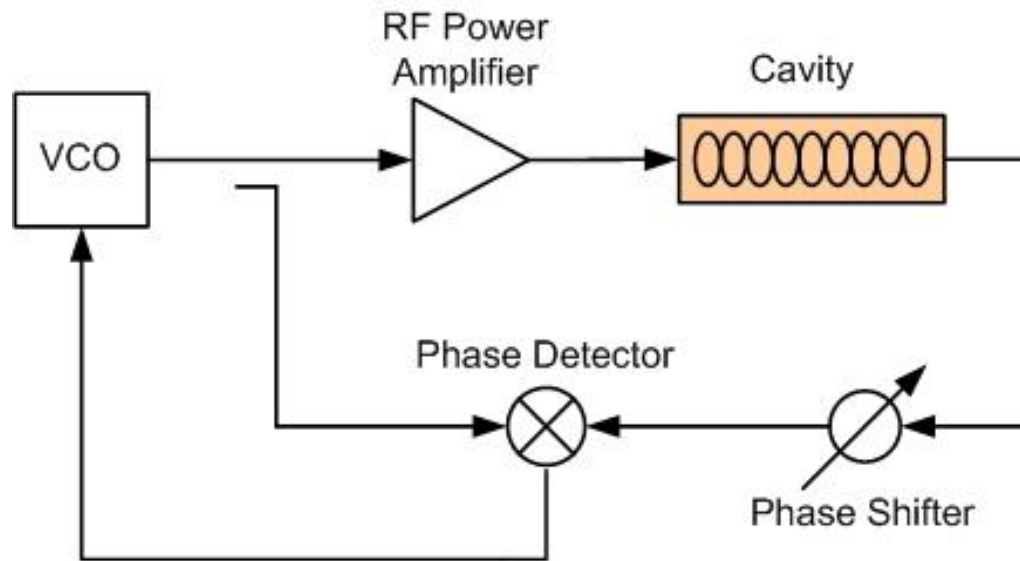 RF Power
Amplifier
Cavity
VCO
Phase Detector
Phase Shifter